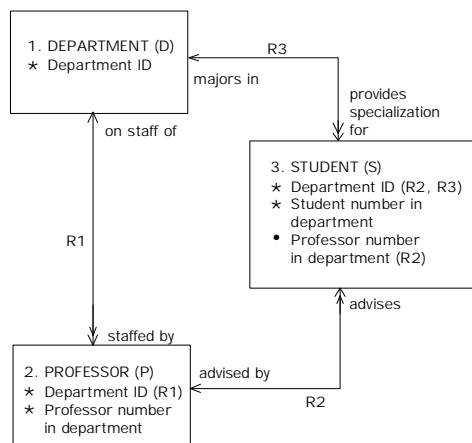 1. DEPARTMENT (D)
* Department ID
R3
majors in
provides
specialization
for
on staff of
3. STUDENT (S)
* Department ID (R2, R3)
* Student number in
department
• Professor number
in department (R2)
R1
advises
staffed by
2. PROFESSOR (P)
* Department ID (R1)
* Professor number
in department
advised by
R2